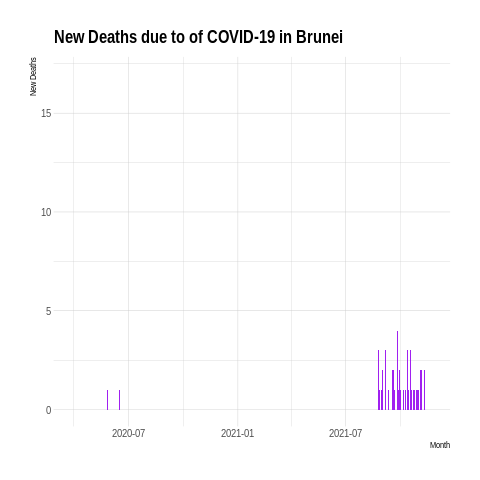 New Deaths due to of COVID-19 in Brunei
New Deaths
15
10
5
0
2020-07
2021-01
2021-07
Month